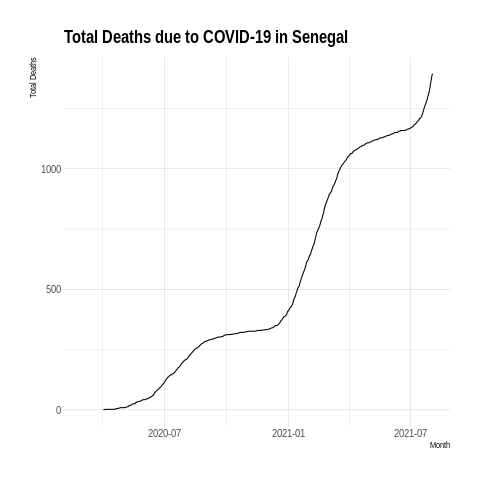 Total Deaths due to COVID-19 in Senegal
Total Deaths
1000
500
0
2020-07
2021-01
2021-07
Month